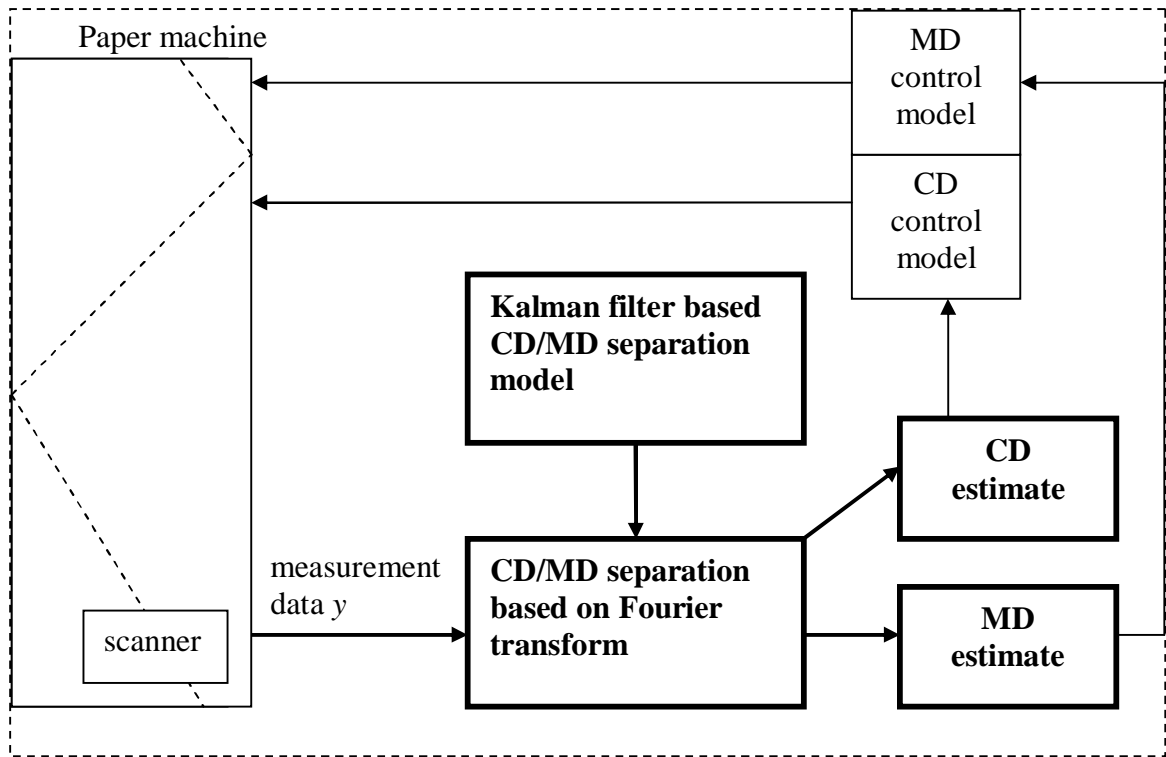 Paper machine
MD
control
model
CD
control
model
Kalman filter based
CD/MD separation
model
CD
estimate
measurement
data y
CD/MD separation
based on Fourier
transform
MD
estimate
scanner